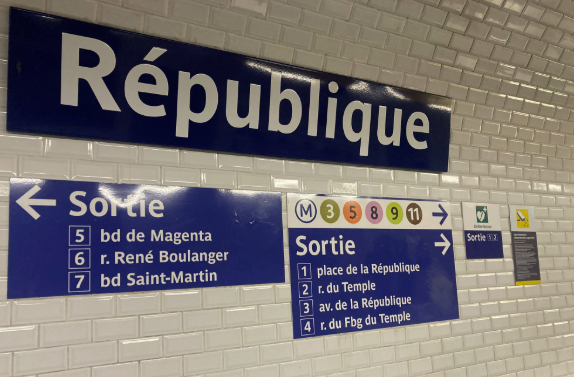 République
← Sortie
5 bd de Magenta
6 r. René Boulanger
7 bd Saint-Martin
M 3 5 8 9 11 →
Sortie →
1 place de la République
2 r. du Temple
3 av. de la République
4 r. du Fbg du Temple
Sortie